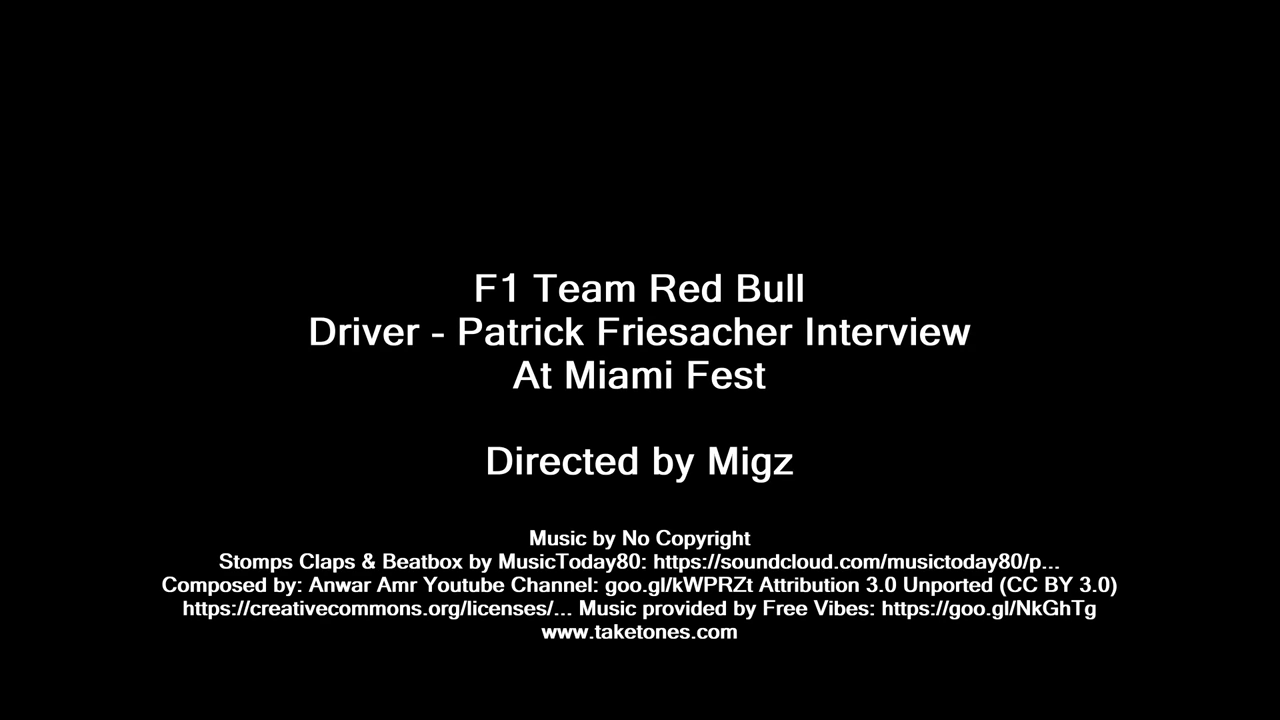 F1 Team Red Bull
Driver - Patrick Friesacher Interview
At Miami Fest
Directed by Migz
Music by No Copyright
Stomps Claps & Beatbox by MusicToday80: https://soundcloud.com/musictoday80/p...
Composed by: Anwar Amr Youtube Channel: goo.gl/kWPRZt Attribution 3.0 Unported (CC BY 3.0)
https://creativecommons.org/licenses/... Music provided by Free Vibes: https://goo.gl/NkGhTg
www.taketones.com